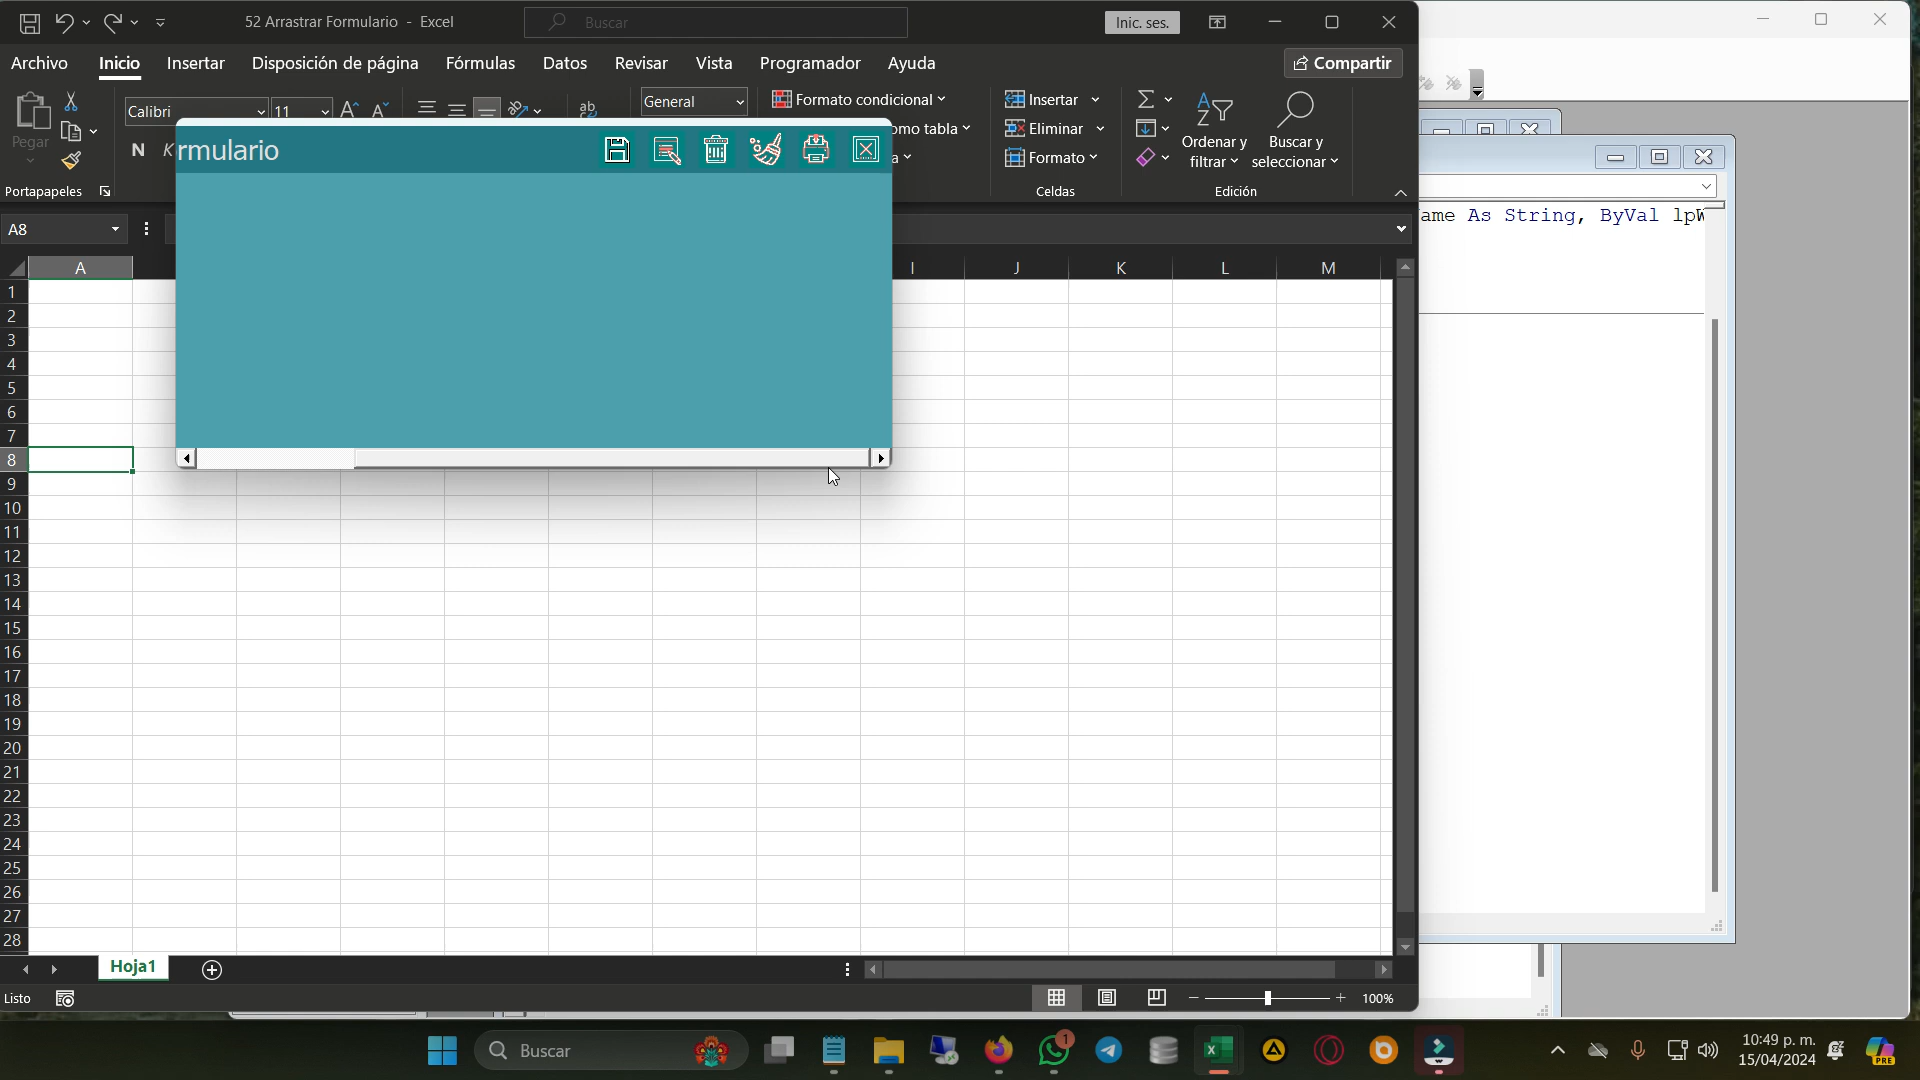 52 Arrastrar Formulario - Excel
Buscar
Inic. ses.
Archivo Inicio Insertar Disposición de página Fórmulas Datos Revisar Vista Programador Ayuda
Compartir
Pegar
Portapapeles
Calibri 11
N K
ab
General
Formato condicional
omo tabla
Insertar
Eliminar
Formato
Celdas
Ordenar y filtrar
Buscar y seleccionar
Edición
rmulario
A8
A I J K L M
1
2
3
4
5
6
7
8
9
10
11
12
13
14
15
16
17
18
19
20
21
22
23
24
25
26
27
28
ame As String, ByVal lpW
Hoja1
Listo
100%
Buscar
1
10:49 p. m.
15/04/2024
PRE